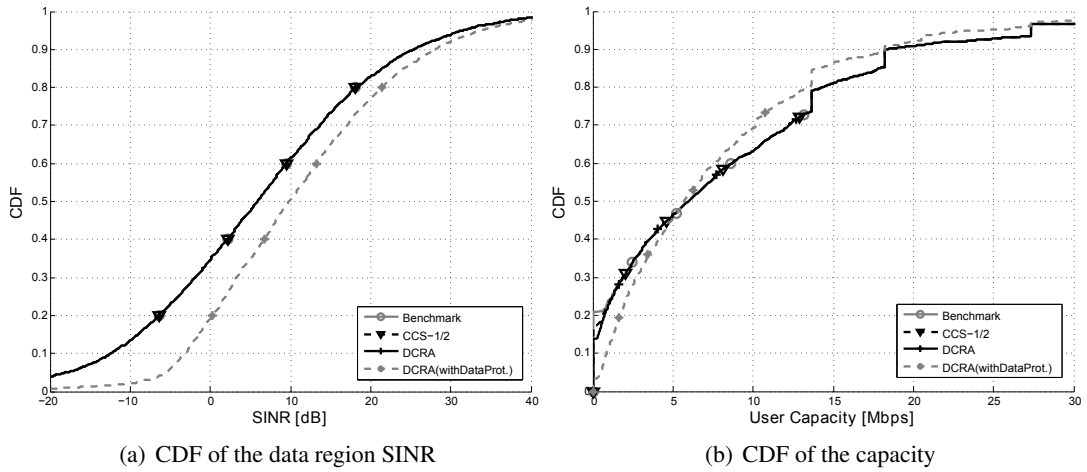 1
0.9
0.8
0.7
0.6
0.5
0.4
0.3
0.2
0.1
0
CDF
−20
−10
0
10
20
30
40
SINR [dB]
Benchmark
CCS−1/2
DCRA
DCRA(withDataProt.)
(a) CDF of the data region SINR
1
0.9
0.8
0.7
0.6
0.5
0.4
0.3
0.2
0.1
0
CDF
0
5
10
15
20
25
30
User Capacity [Mbps]
Benchmark
CCS−1/2
DCRA
DCRA(withDataProt.)
(b) CDF of the capacity